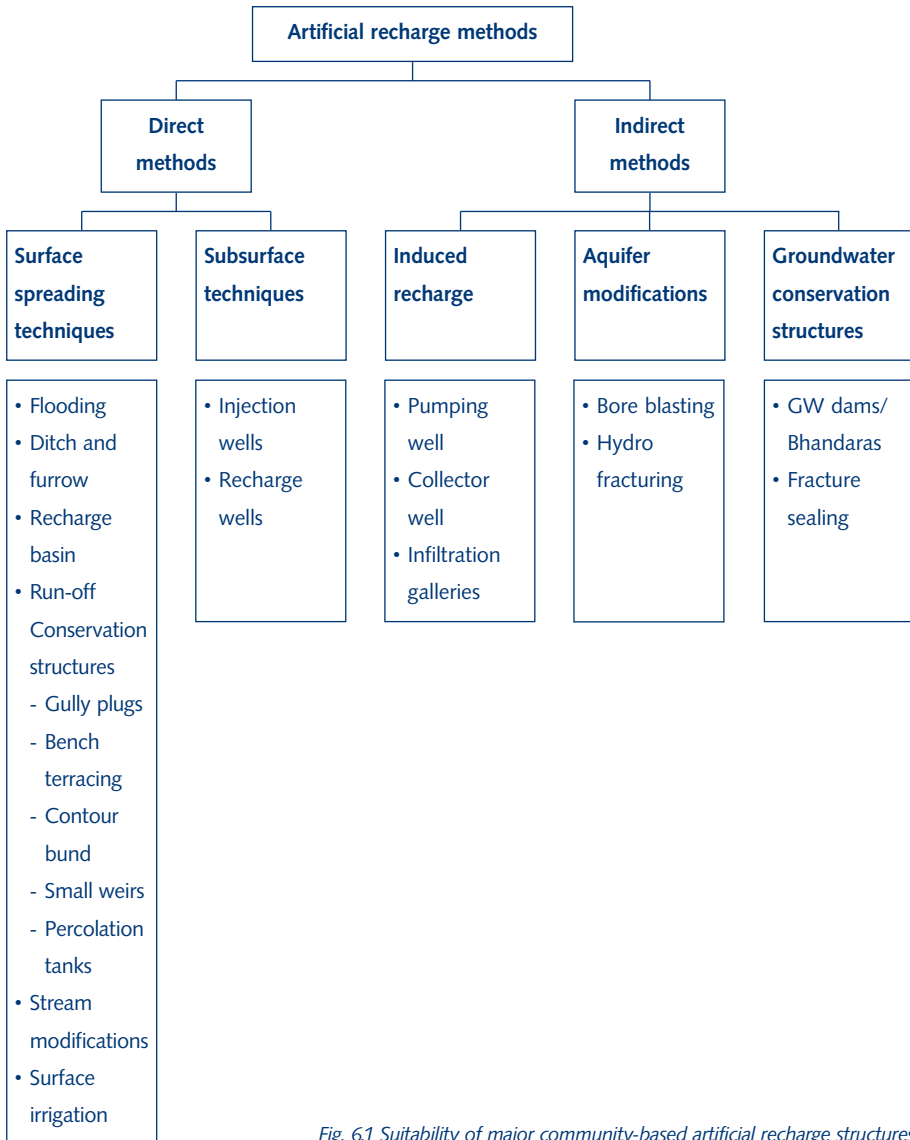 Artificial recharge methods
Direct
methods
Indirect
methods
Surface
spreading
techniques
Subsurface
techniques
Induced
recharge
Aquifer
modifications
Groundwater
conservation
structures
• Flooding
• Ditch and
furrow
• Recharge
basin
• Run-off
Conservation
structures
- Gully plugs
- Bench
terracing
- Contour
bund
- Small weirs
- Percolation
tanks
• Stream
modifications
• Surface
irrigation
• Injection
wells
• Recharge
wells
• Pumping
well
• Collector
well
• Infiltration
galleries
• Bore blasting
• Hydro
fracturing
• GW dams/
Bhandaras
• Fracture
sealing
Fig. 6.1 Suitability of major community-based artificial recharge structures